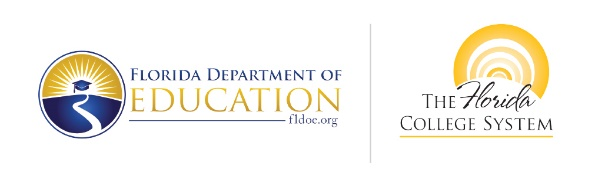 FLORIDA DEPARTMENT OF
EDUCATION
fldoe.org
THE Florida
COLLEGE SYSTEM